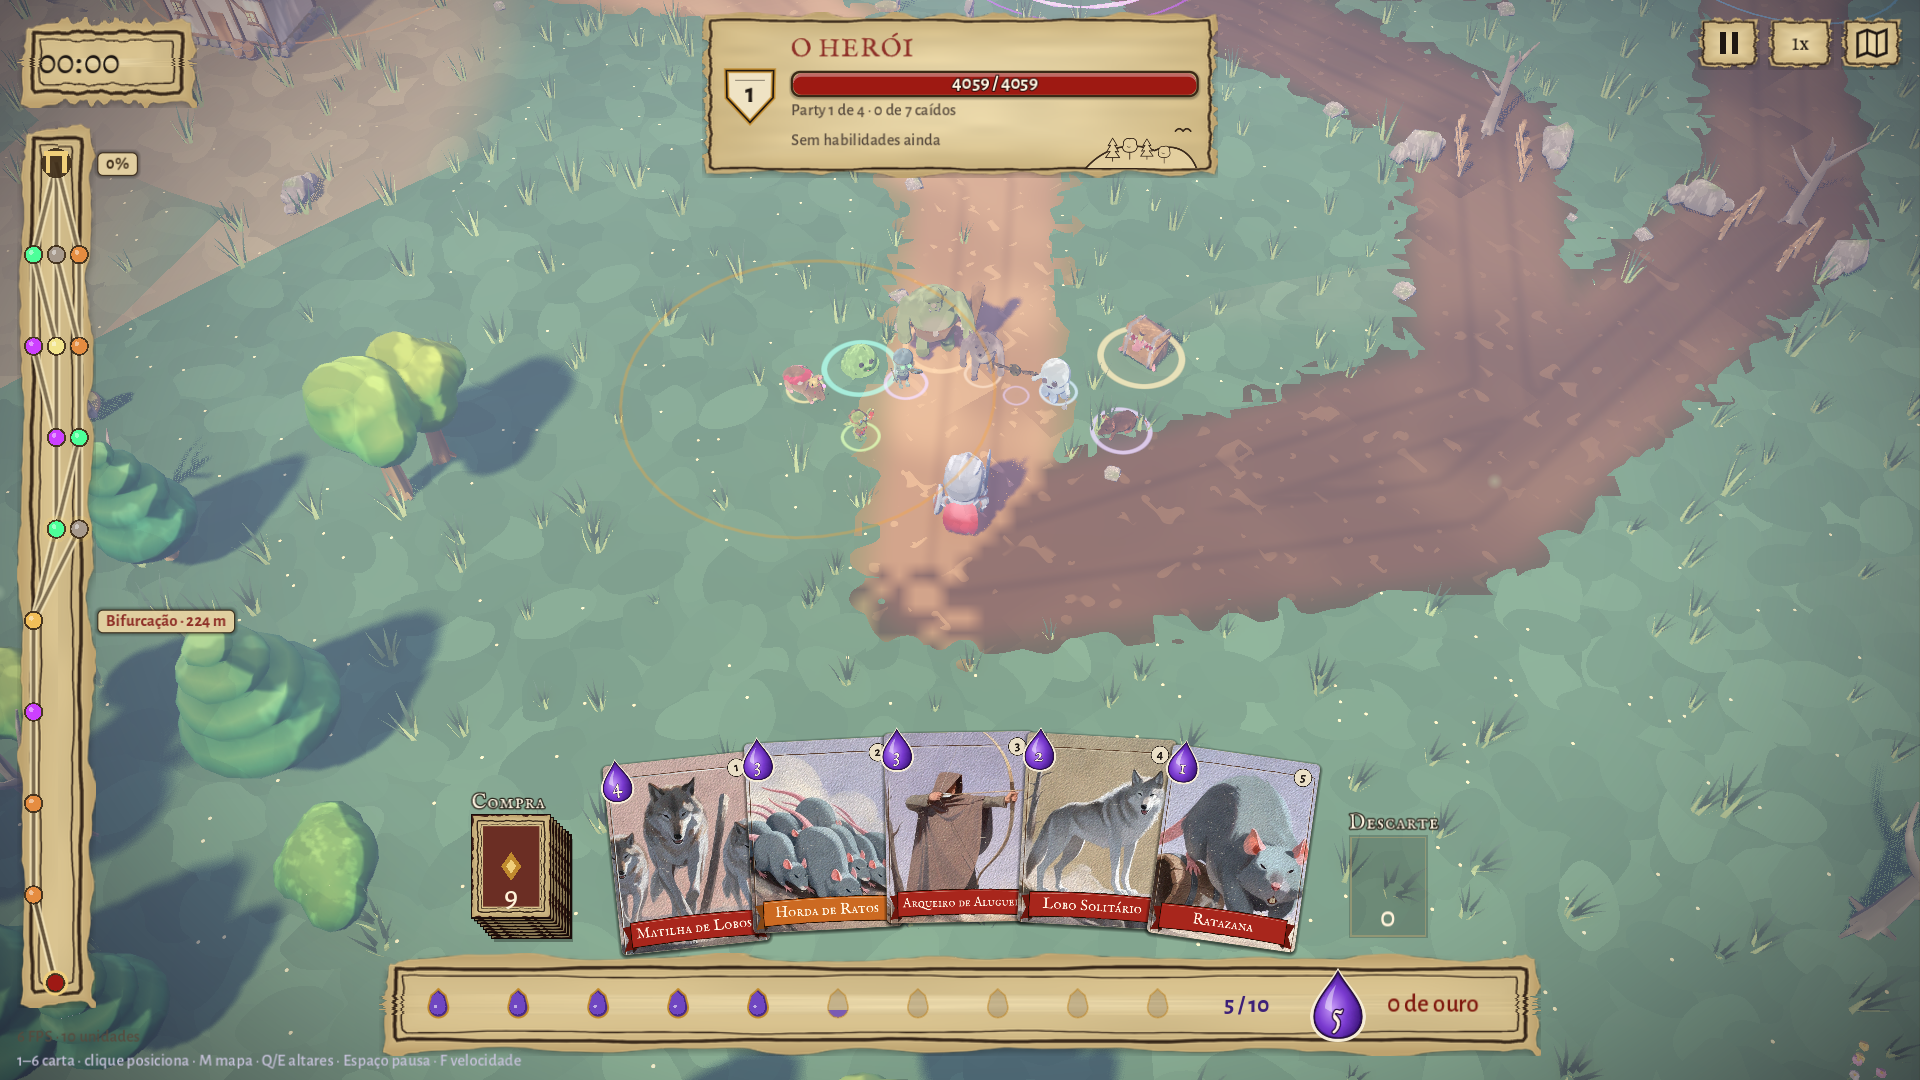 00:00
O HERÓI
1
4059/4059
Party 1 de 4 · 0 de 7 caídos
Sem habilidades ainda
1x
0%
Bifurcação · 224 m
COMPRA
9
4
1
MATILHA DE LOBOS
3
2
HORDA DE RATOS
3
3
ARQUEIRO DE ALUGUEL
2
4
LOBO SOLITÁRIO
1
5
RATAZANA
DESCARTE
0
5/10
5
0 de ouro
10 unidades
1–6 carta · clique posiciona · M mapa · Q/E altares · Espaço pausa · F velocidade